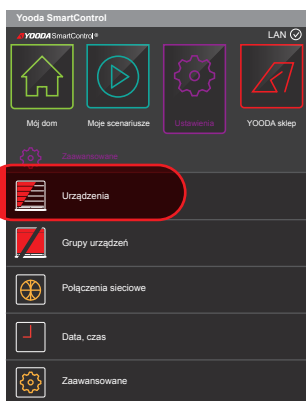 Yooda SmartControl
YOODA SmartControl®
LAN
Mój dom
Moje scenariusze
Ustawienia
YOODA sklep
Zaawansowane
Urządzenia
Grupy urządzeń
Połączenia sieciowe
Data, czas
Zaawansowane